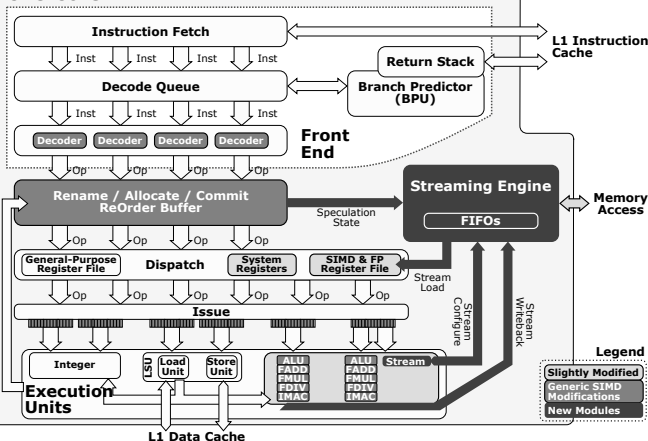 Instruction Fetch
L1 Instruction
Cache
Inst Inst Inst Inst
Return Stack
Decode Queue
Branch Predictor
(BPU)
Inst Inst Inst Inst
Decoder Decoder Decoder Decoder
Front
End
Op Op Op Op
Rename / Allocate / Commit
ReOrder Buffer
Speculation
State
Streaming Engine
FIFOs
Memory
Access
Op Op Op Op
General-Purpose
Register File
Dispatch
System
Registers
SIMD & FP
Register File
Stream
Load
Stream
Configure
Stream
Writeback
Op Op Op Op Op Op
Issue
Integer
LSU
Load
Unit
Store
Unit
ALU
FADD
FMUL
FDIV
IMAC
ALU
FADD
FMUL
FDIV
IMAC
Stream
Execution
Units
L1 Data Cache
Legend
Slightly Modified
Generic SIMD
Modifications
New Modules